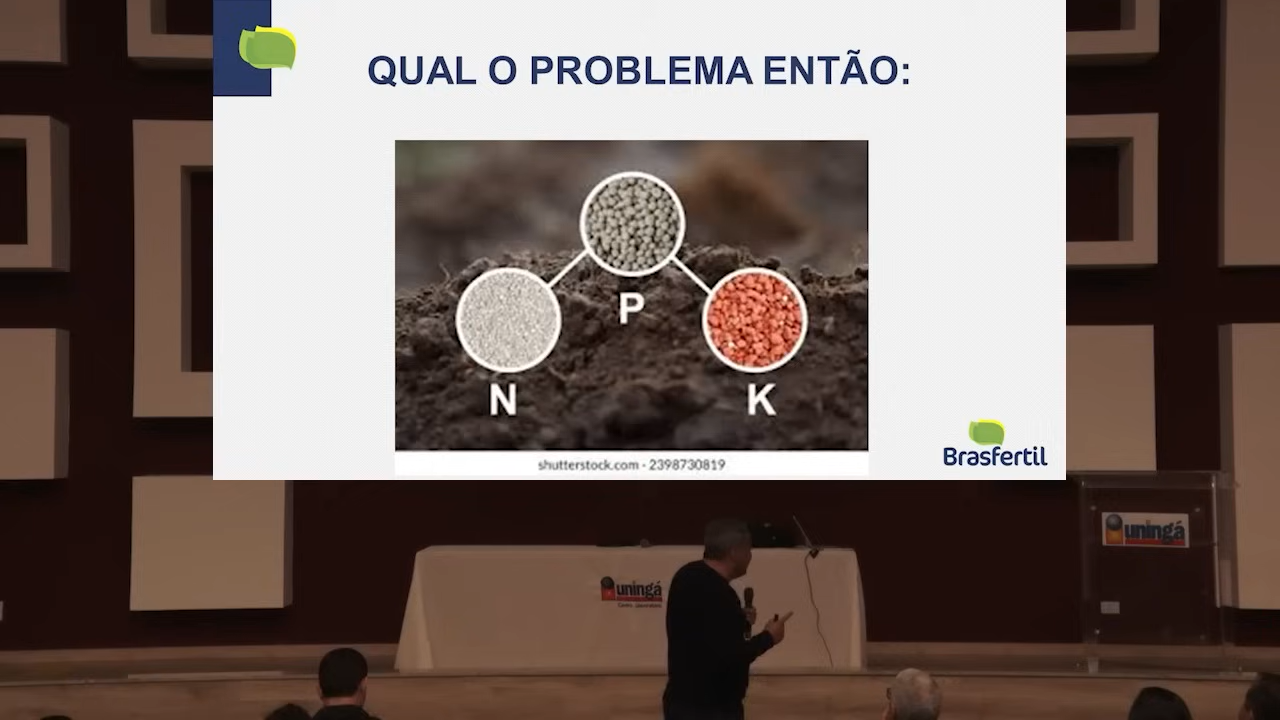 QUAL O PROBLEMA ENTÃO:
P
N
K
shutterstock.com · 2398730819
Brasfertil
uningá
uningá